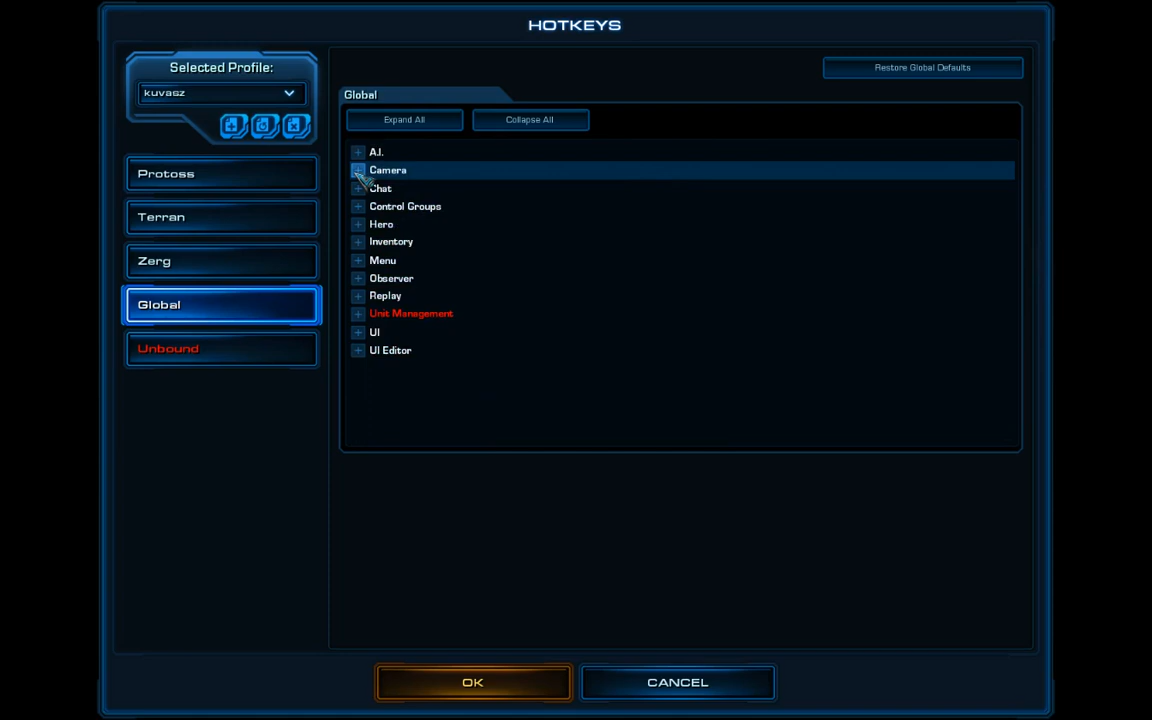 HOTKEYS
Selected Profile:
kuvasz
Protoss
Terran
Zerg
Global
Unbound
Restore Global Defaults
Global
Expand All
Collapse All
A.I.
Camera
Chat
Control Groups
Hero
Inventory
Menu
Observer
Replay
Unit Management
UI
UI Editor
OK
CANCEL